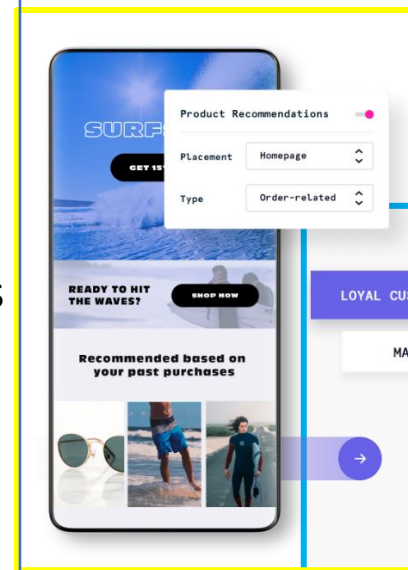 SURF
GET 15
Product Recommendations
Placement Homepage
Type Order-related
READY TO HIT
THE WAVES?
SHOP NOW
Recommended based on
your past purchases
S
LOYAL CUS
MA